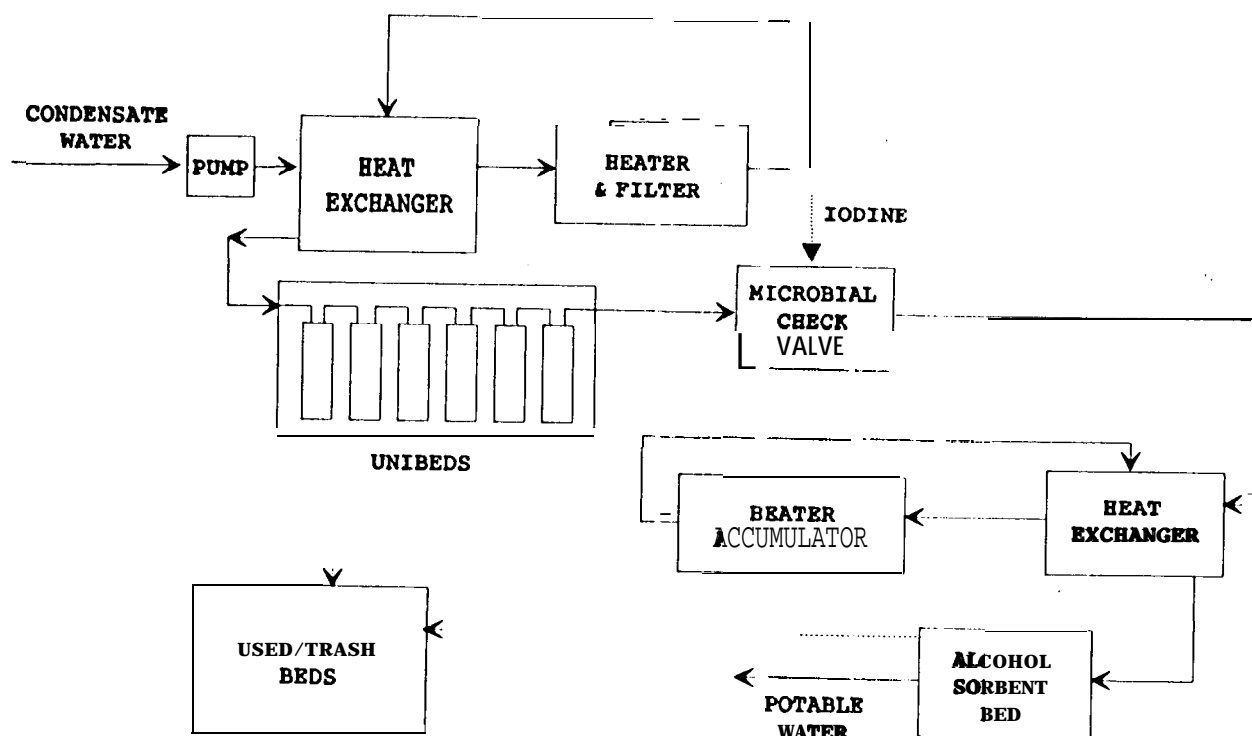 CONDENSATE
WATER
PUMP
HEAT
EXCHANGER
HEATER
& FILTER
IODINE
MICROBIAL
CHECK
VALVE
UNIBEDS
BEATER
ACCUMULATOR
HEAT
EXCHANGER
USED/TRASH
BEDS
ALCOHOL
SORBENT
BED
POTABLE
WATER